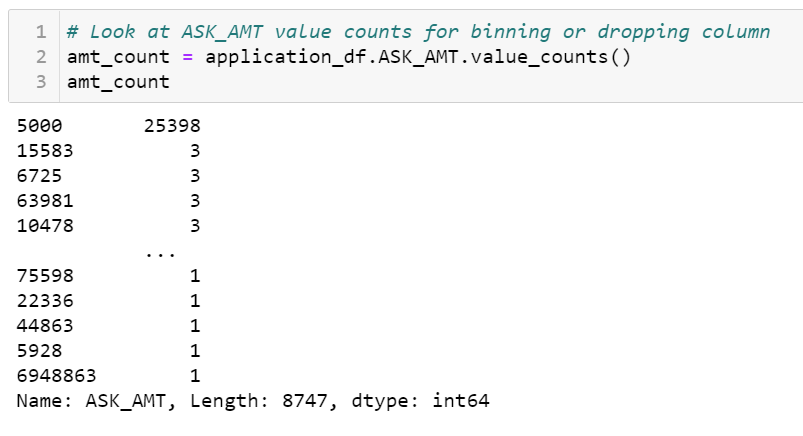 1 # Look at ASK_AMT value counts for binning or dropping column
2 amt_count = application_df.ASK_AMT.value_counts()
3 amt_count
5000 25398
15583 3
6725 3
63981 3
10478 3
...
75598 1
22336 1
44863 1
5928 1
6948863 1
Name: ASK_AMT, Length: 8747, dtype: int64